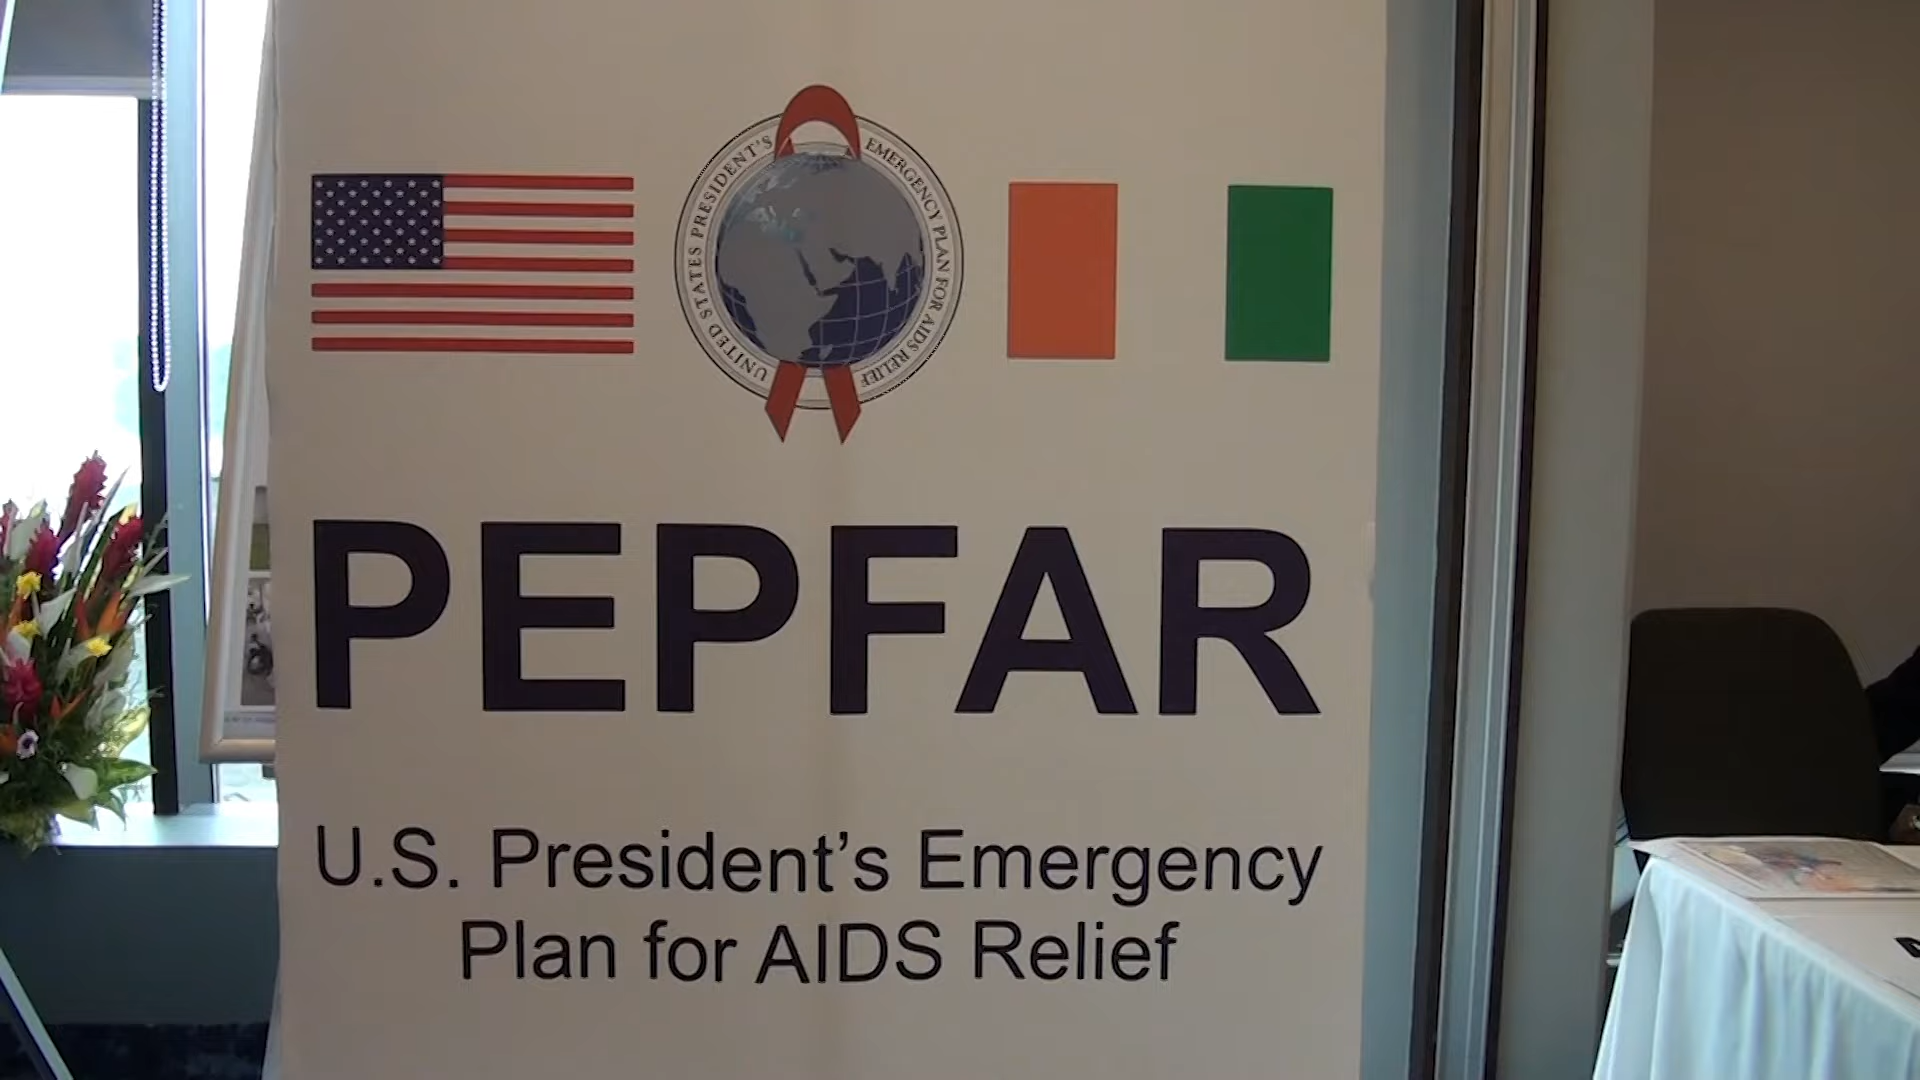 UNITED STATES PRESIDENT'S EMERGENCY PLAN FOR AIDS RELIEF
PEPFAR
U.S. President's Emergency
Plan for AIDS Relief